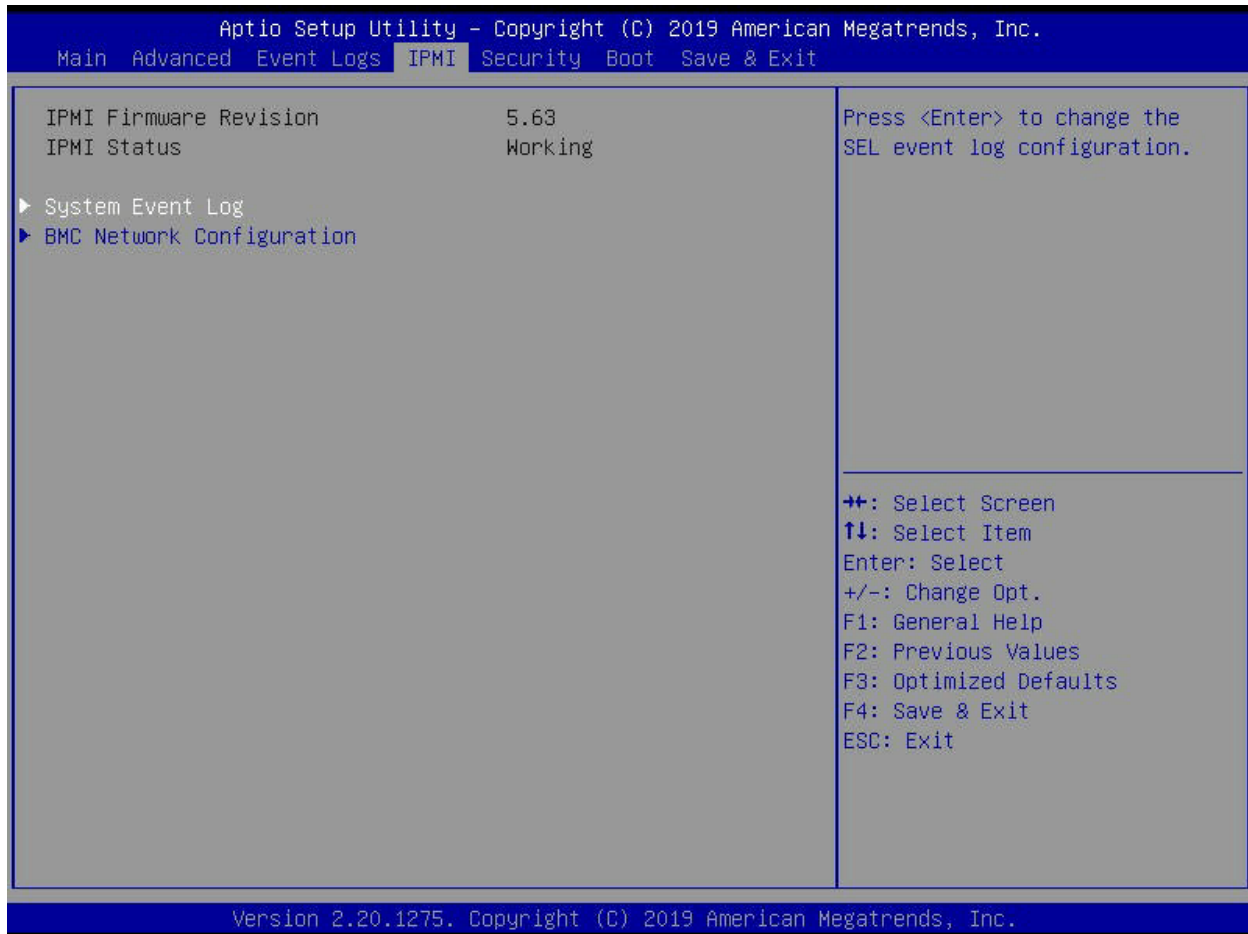 Aptio Setup Utility – Copyright (C) 2019 American Megatrends, Inc.
Main Advanced Event Logs IPMI Security Boot Save & Exit
IPMI Firmware Revision 5.63
IPMI Status Working
▶ System Event Log
▶ BMC Network Configuration
Press <Enter> to change the
SEL event log configuration.
→←: Select Screen
↑↓: Select Item
Enter: Select
+/-: Change Opt.
F1: General Help
F2: Previous Values
F3: Optimized Defaults
F4: Save & Exit
ESC: Exit
Version 2.20.1275. Copyright (C) 2019 American Megatrends, Inc.